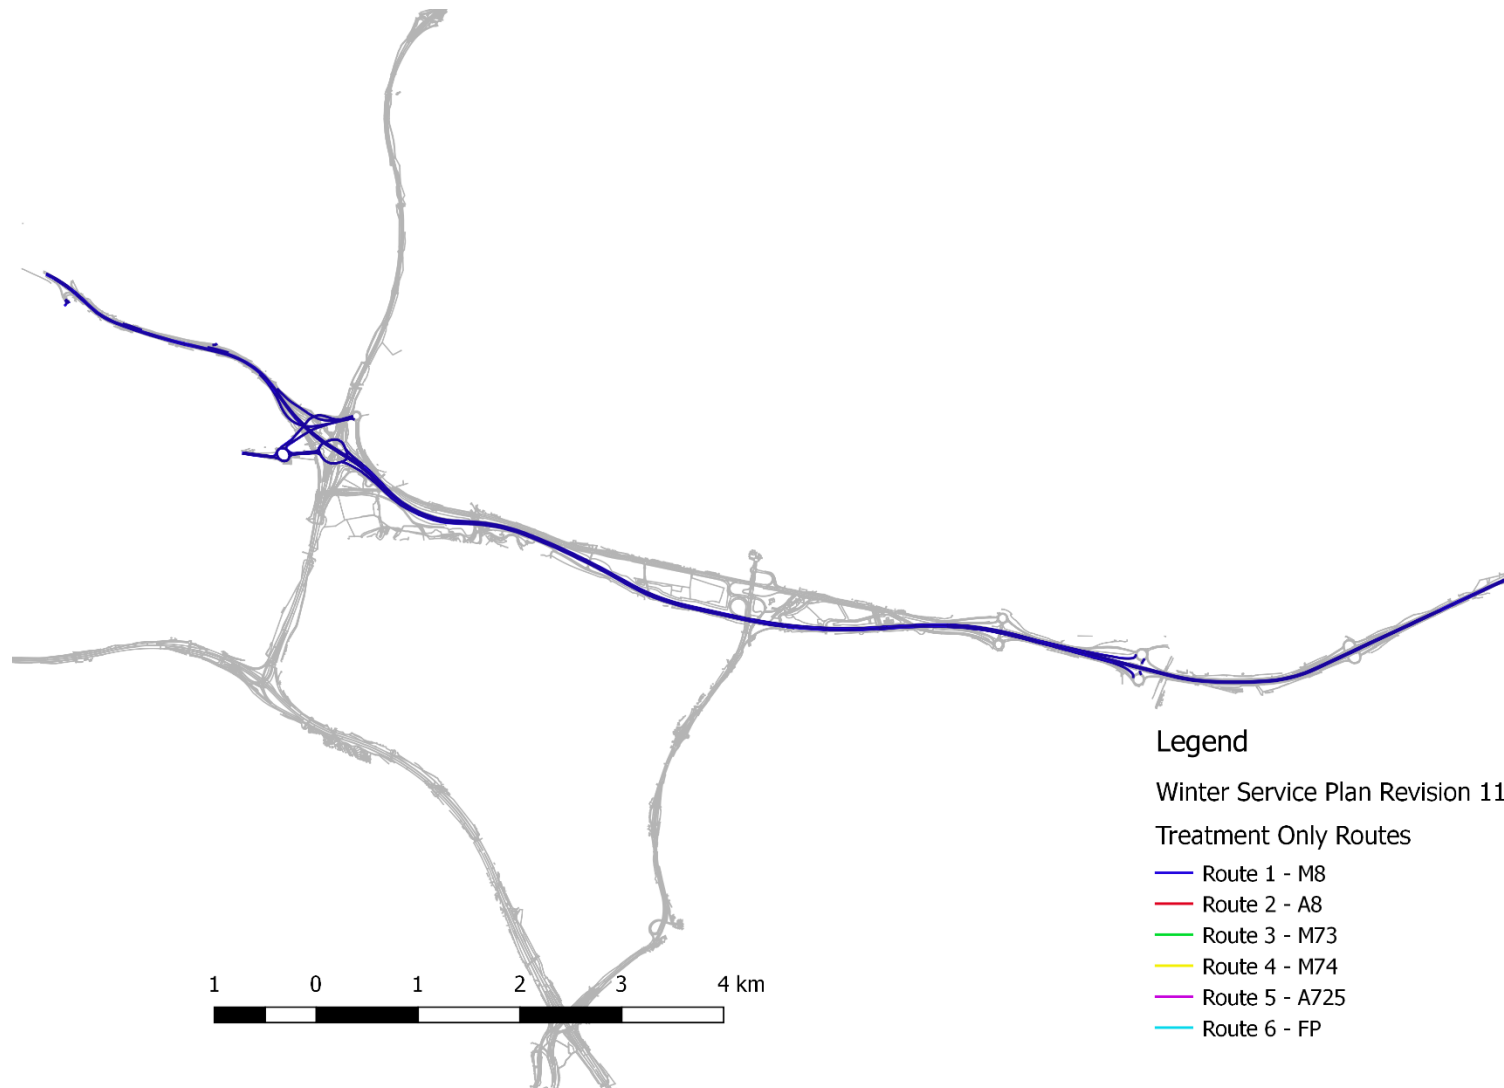 Legend
Winter Service Plan Revision 11
Treatment Only Routes
Route 1 - M8
Route 2 - A8
Route 3 - M73
Route 4 - M74
Route 5 - A725
Route 6 - FP
1 0 1 2 3 4 km